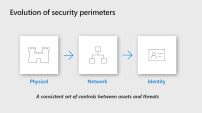 Evolution of security perimeters
Physical
Network
Identity
A consistent set of controls between assets and threats